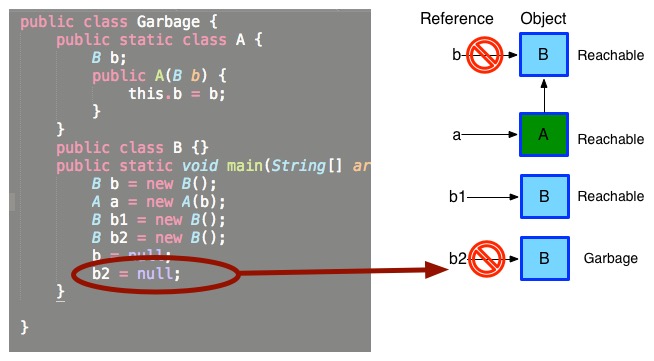 public class Garbage {
public static class A {
B b;
public A(B b) {
this.b = b;
}
}
public class B {}
public static void main(String[] ar
B b = new B();
A a = new A(b);
B b1 = new B();
B b2 = new B();
b = null;
b2 = null;
}
}
Reference Object
b B Reachable
a A Reachable
b1 B Reachable
b2 B Garbage